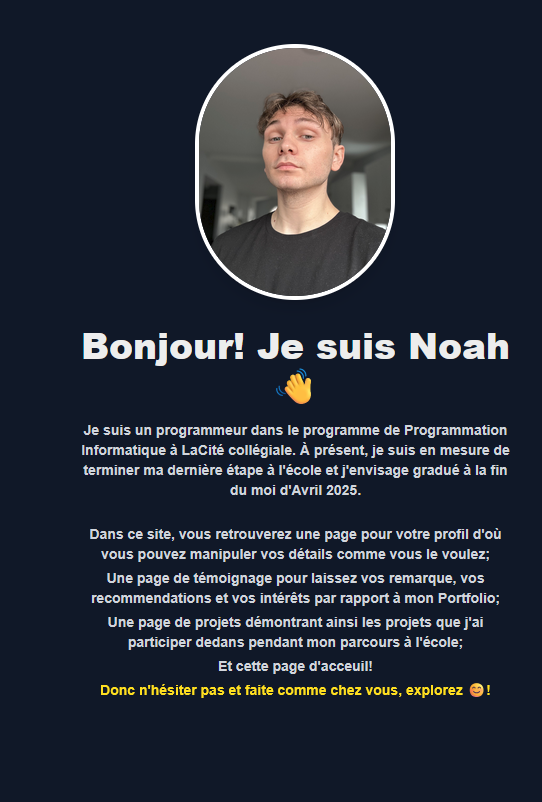 Bonjour! Je suis Noah
👋
Je suis un programmeur dans le programme de Programmation
Informatique à LaCité collégiale. À présent, je suis en mesure de
terminer ma dernière étape à l'école et j'envisage gradué à la fin
du moi d'Avril 2025.
Dans ce site, vous retrouverez une page pour votre profil d'où
vous pouvez manipuler vos détails comme vous le voulez;
Une page de témoignage pour laissez vos remarque, vos
recommendations et vos intérêts par rapport à mon Portfolio;
Une page de projets démontrant ainsi les projets que j'ai
participer dedans pendant mon parcours à l'école;
Et cette page d'acceuil!
Donc n'hésiter pas et faite comme chez vous, explorez 😊!